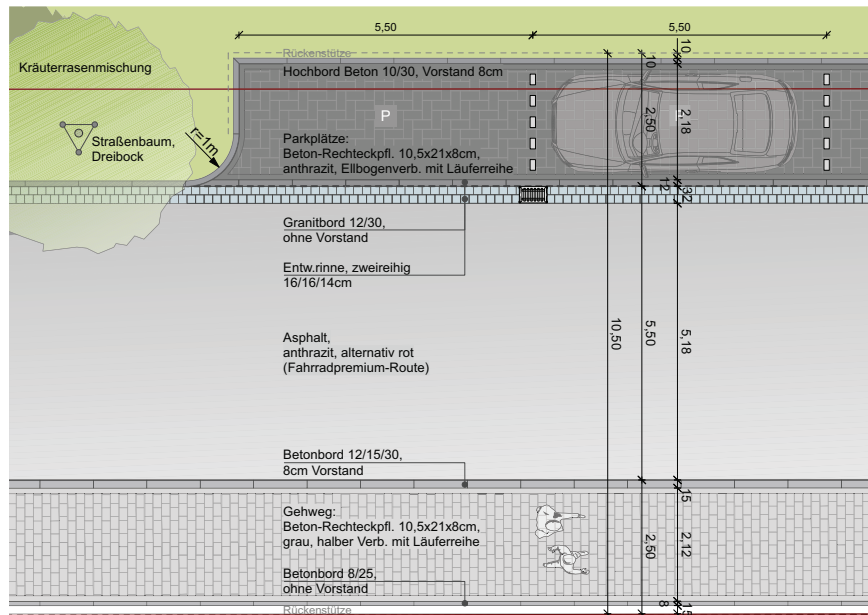 5,50
5,50
Rückenstütze
Kräuterrasenmischung
Hochbord Beton 10/30, Vorstand 8cm
10
10
P
P
2,50
2,18
Straßenbaum,
Dreibock
r=1m
Parkplätze:
Beton-Rechteckpfl. 10,5x21x8cm,
anthrazit, Ellbogenverb. mit Läuferreihe
12
32
Granitbord 12/30,
ohne Vorstand
Entw.rinne, zweireihig
16/16/14cm
Asphalt,
anthrazit, alternativ rot
(Fahrradpremium-Route)
10,50
5,50
5,18
Betonbord 12/15/30,
8cm Vorstand
15
Gehweg:
Beton-Rechteckpfl. 10,5x21x8cm,
grau, halber Verb. mit Läuferreihe
2,50
2,12
Betonbord 8/25,
ohne Vorstand
8
15
Rückenstütze